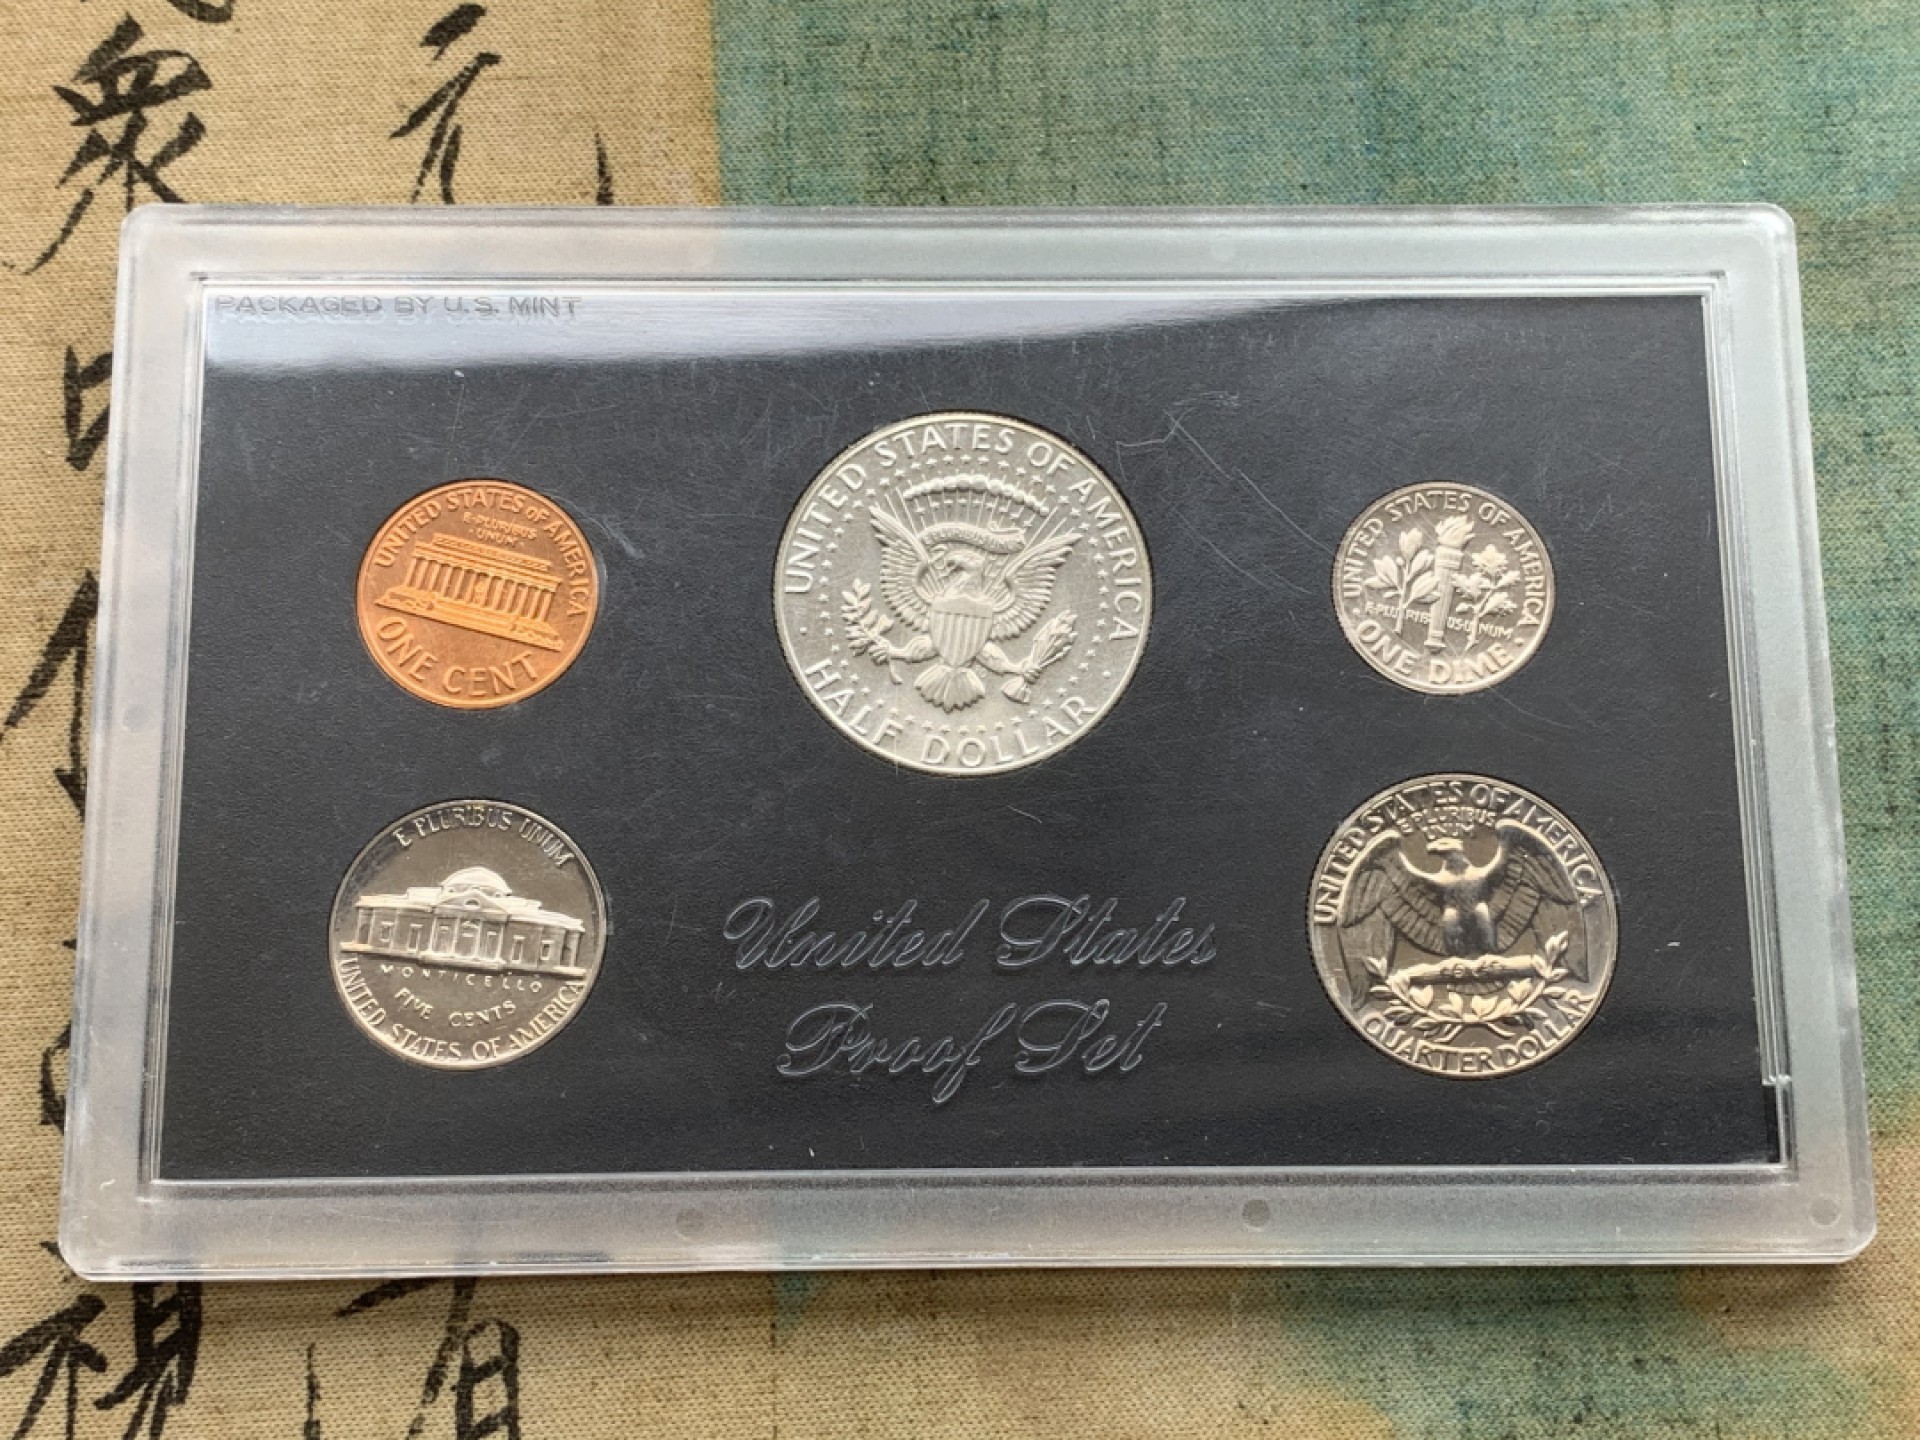 衆
元
PACKAGED BY U.S. MINT
UNITED STATES OF AMERICA
E·PLURIBUS
·UNUM·
ONE CENT
UNITED STATES OF AMERICA
HALF DOLLAR
UNITED STATES OF AMERICA
E·PLURIBUS·UNUM
ONE DIME
E PLURIBUS UNUM
MONTICELLO
FIVE CENTS
UNITED STATES OF AMERICA
UNITED STATES OF AMERICA
E PLURIBUS
UNUM
QUARTER DOLLAR
United States
Proof Set